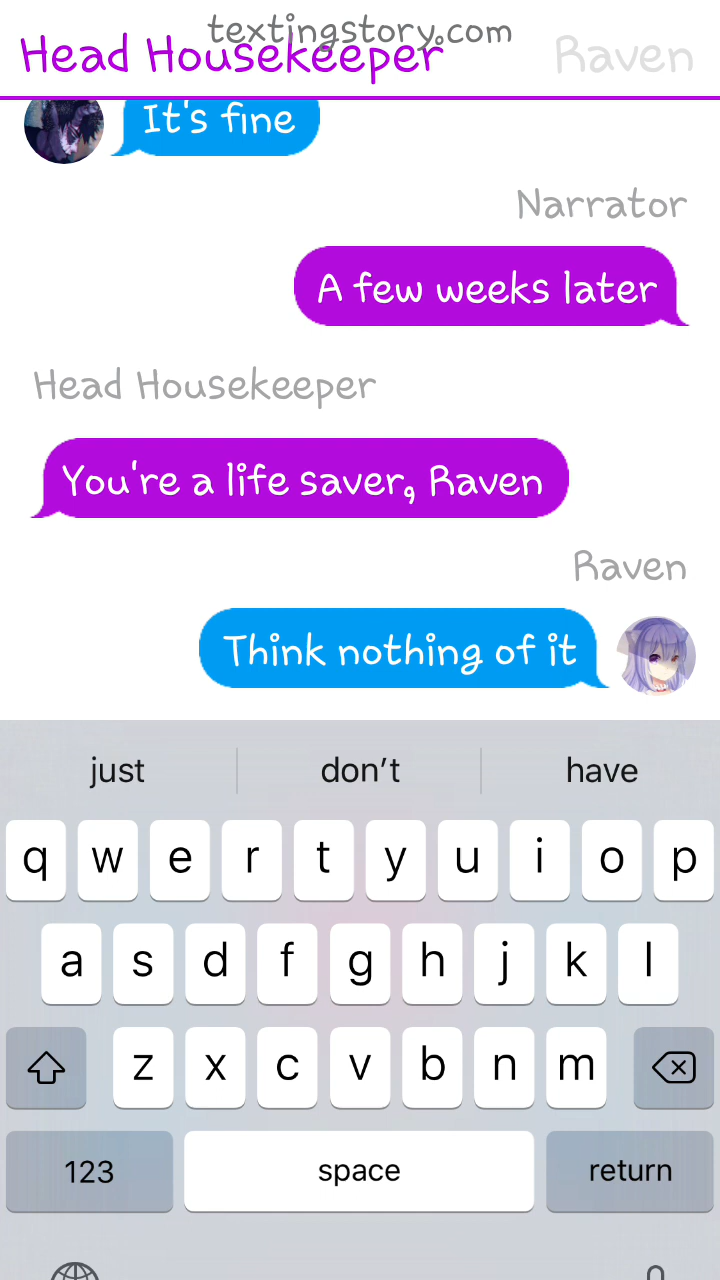 textingstory.com
Head Housekeeper
Raven
It's fine
Narrator
A few weeks later
Head Housekeeper
You're a life saver, Raven
Raven
Think nothing of it
just don't have
q w e r t y u i o p
a s d f g h j k l
z x c v b n m
123 space return